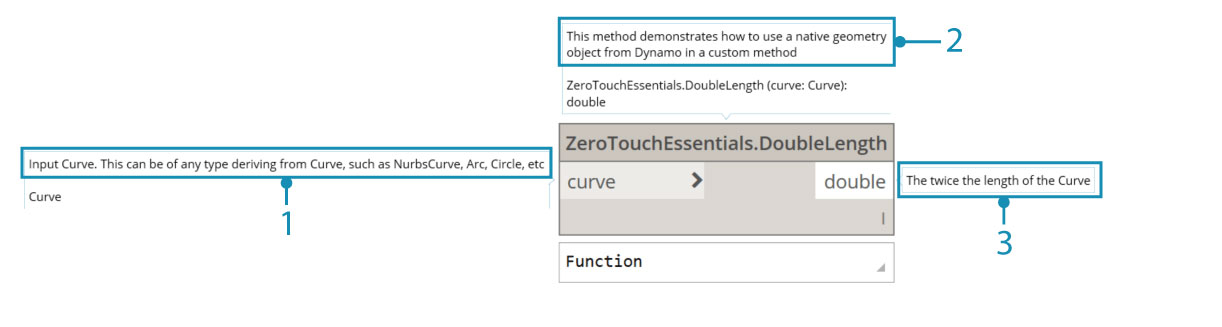 This method demonstrates how to use a native geometry
object from Dynamo in a custom method
2
ZeroTouchEssentials.DoubleLength (curve: Curve):
double
ZeroTouchEssentials.DoubleLength
Input Curve. This can be of any type deriving from Curve, such as NurbsCurve, Arc, Circle, etc
Curve
1
curve
double
The twice the length of the Curve
3
l
Function